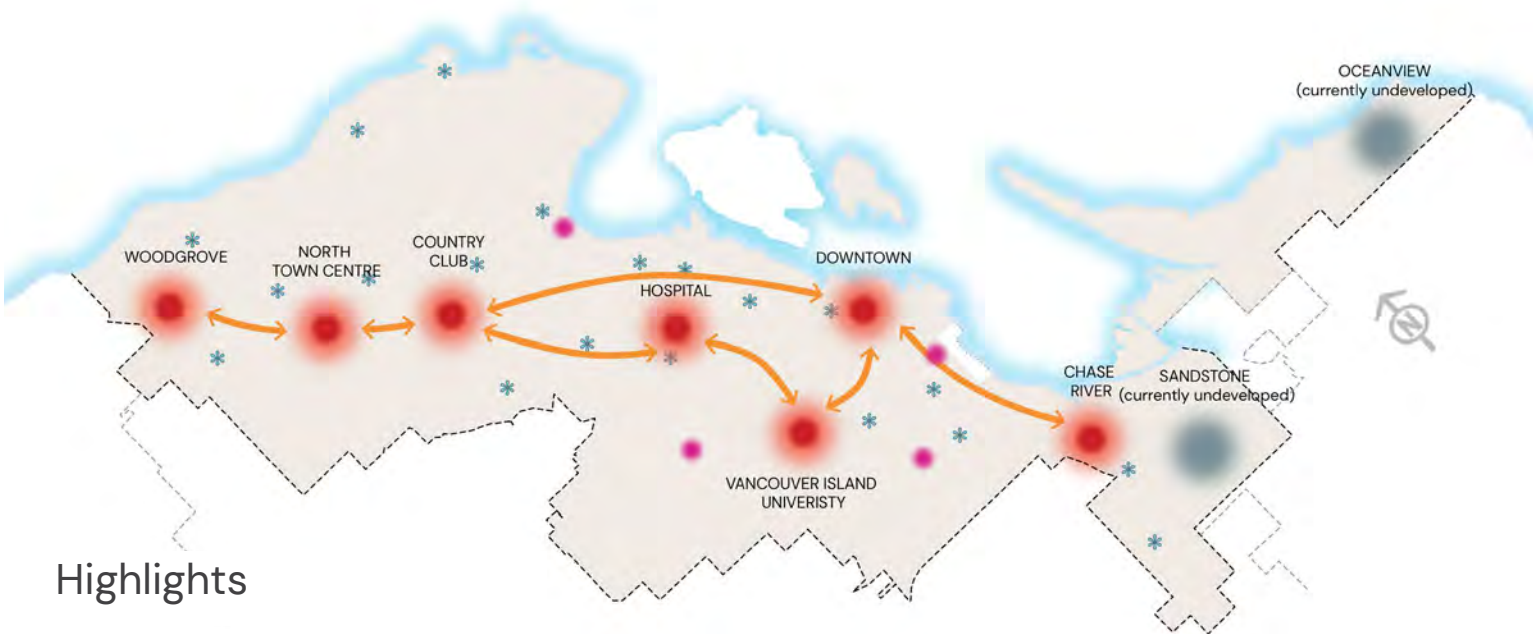 OCEANVIEW
(currently undeveloped)
WOODGROVE
NORTH
TOWN CENTRE
COUNTRY
CLUB
HOSPITAL
DOWNTOWN
CHASE
RIVER
SANDSTONE
(currently undeveloped)
VANCOUVER ISLAND
UNIVERISTY
N
Highlights